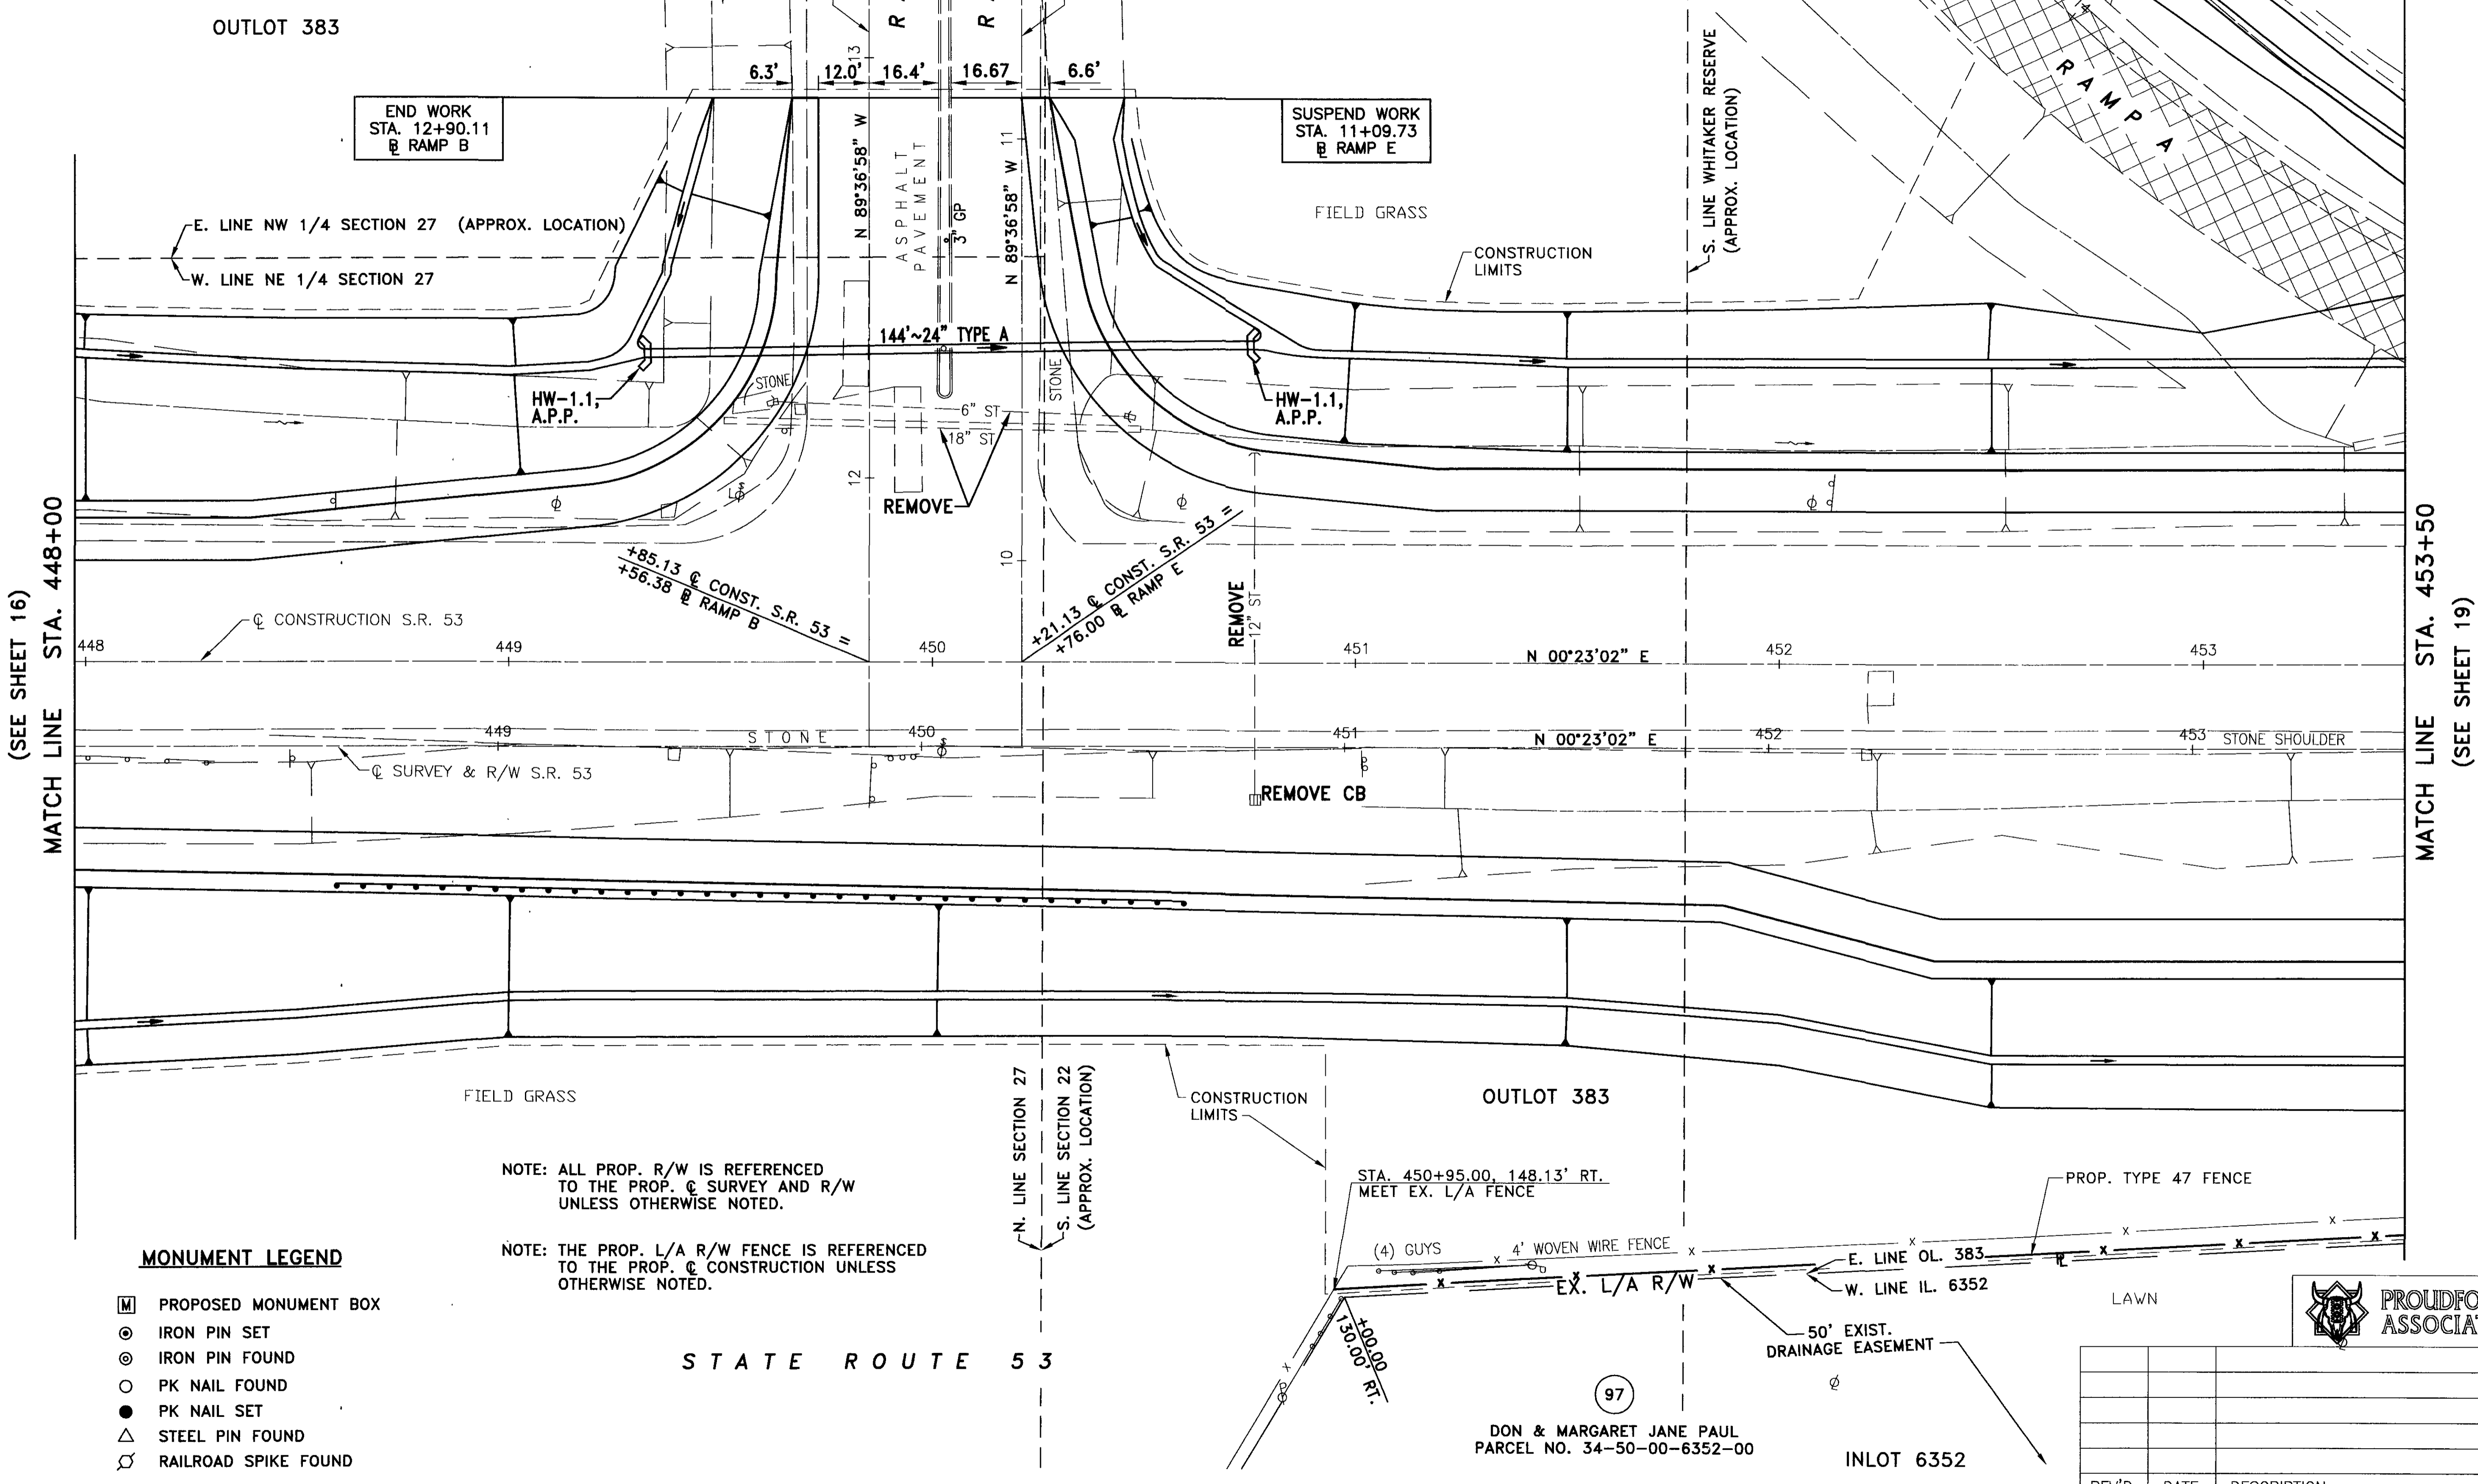 OUTLOT 383
13
R
R
6.3'
12.0'
16.4'
16.67
6.6'
END WORK
STA. 12+90.11
℄ RAMP B
SUSPEND WORK
STA. 11+09.73
RAMP E
N 89°36'58" W
ASPHALT
PAVEMENT
3" GP
N 89°36'58" W
11
FIELD GRASS
S. LINE WHITAKER RESERVE
(APPROX. LOCATION)
RAMP A
E. LINE NW 1/4 SECTION 27 (APPROX. LOCATION)
W. LINE NE 1/4 SECTION 27
CONSTRUCTION
LIMITS
144'~24" TYPE A
HW-1.1,
A.P.P.
STONE
STONE
6" ST
18" ST
HW-1.1,
A.P.P.
12
REMOVE
10
+85.13 ℄ CONST. S.R. 53 =
+56.38 RAMP B
+21.13 ℄ CONST. S.R. 53 =
+76.00 RAMP E
REMOVE
12" ST
(SEE SHEET 16)
MATCH LINE STA. 448+00
MATCH LINE STA. 453+50
(SEE SHEET 19)
℄ CONSTRUCTION S.R. 53
448
449
450
451
N 00°23'02" E
452
453
449
STONE
450
451
N 00°23'02" E
452
453
STONE SHOULDER
℄ SURVEY & R/W S.R. 53
REMOVE CB
FIELD GRASS
N. LINE SECTION 27
S. LINE SECTION 22
(APPROX. LOCATION)
CONSTRUCTION
LIMITS
OUTLOT 383
NOTE: ALL PROP. R/W IS REFERENCED
TO THE PROP. ℄ SURVEY AND R/W
UNLESS OTHERWISE NOTED.
NOTE: THE PROP. L/A R/W FENCE IS REFERENCED
TO THE PROP. ℄ CONSTRUCTION UNLESS
OTHERWISE NOTED.
STA. 450+95.00, 148.13' RT.
MEET EX. L/A FENCE
PROP. TYPE 47 FENCE
(4) GUYS
4' WOVEN WIRE FENCE
E. LINE OL. 383
W. LINE IL. 6352
EX. L/A R/W
LAWN
50' EXIST.
DRAINAGE EASEMENT
+00.00
130.00' RT.
MONUMENT LEGEND
M PROPOSED MONUMENT BOX
IRON PIN SET
IRON PIN FOUND
PK NAIL FOUND
PK NAIL SET
STEEL PIN FOUND
RAILROAD SPIKE FOUND
STATE ROUTE 53
97
DON & MARGARET JANE PAUL
PARCEL NO. 34-50-00-6352-00
INLOT 6352
PROUDFO
ASSOCIA
REV'D DATE DESCRIPTION